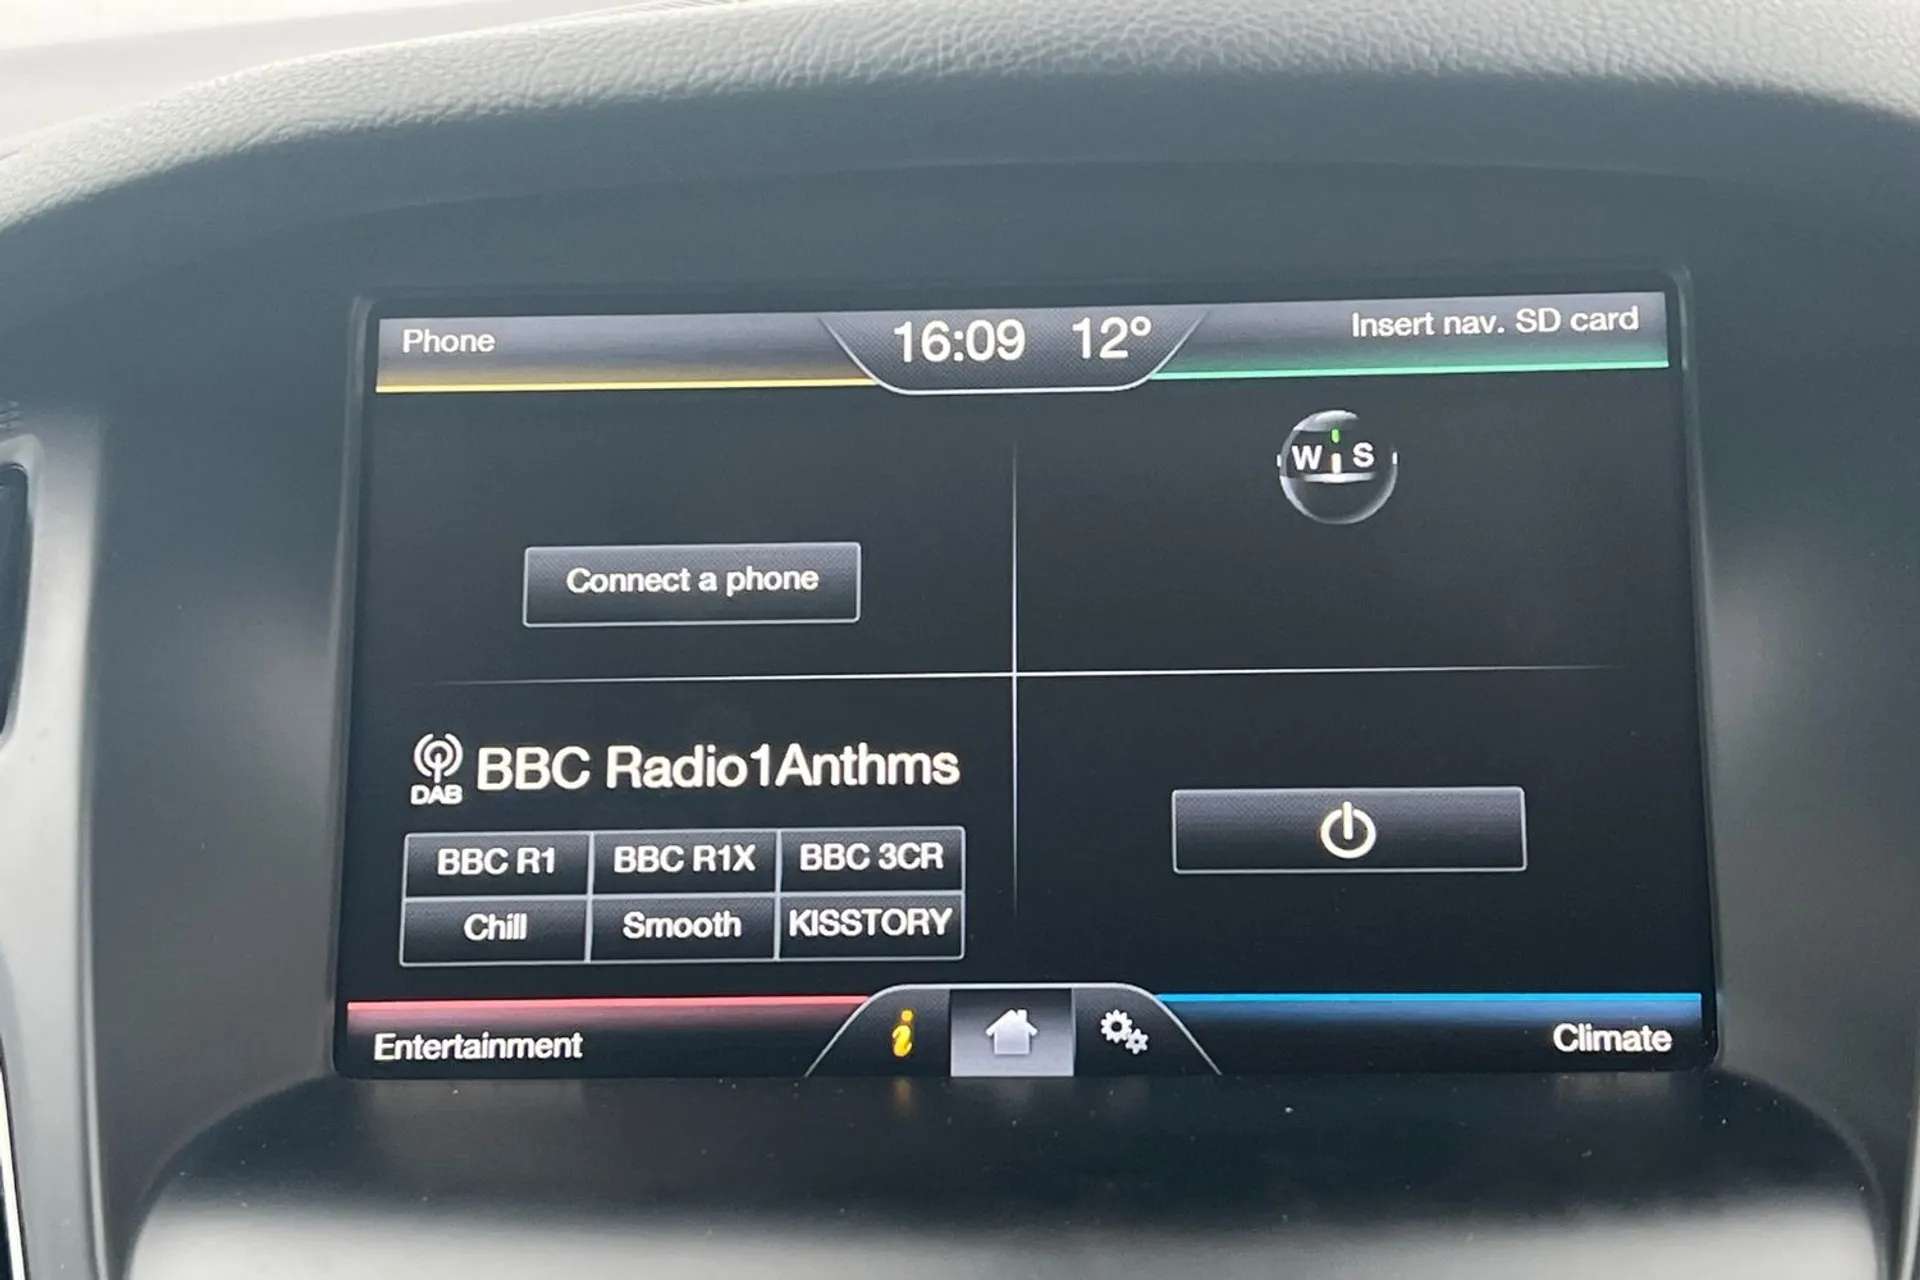 Phone
16:09 12°
Insert nav. SD card
W S
Connect a phone
DAB
BBC Radio1Anthms
BBC R1 BBC R1X BBC 3CR
Chill Smooth KISSTORY
Entertainment
i
Climate